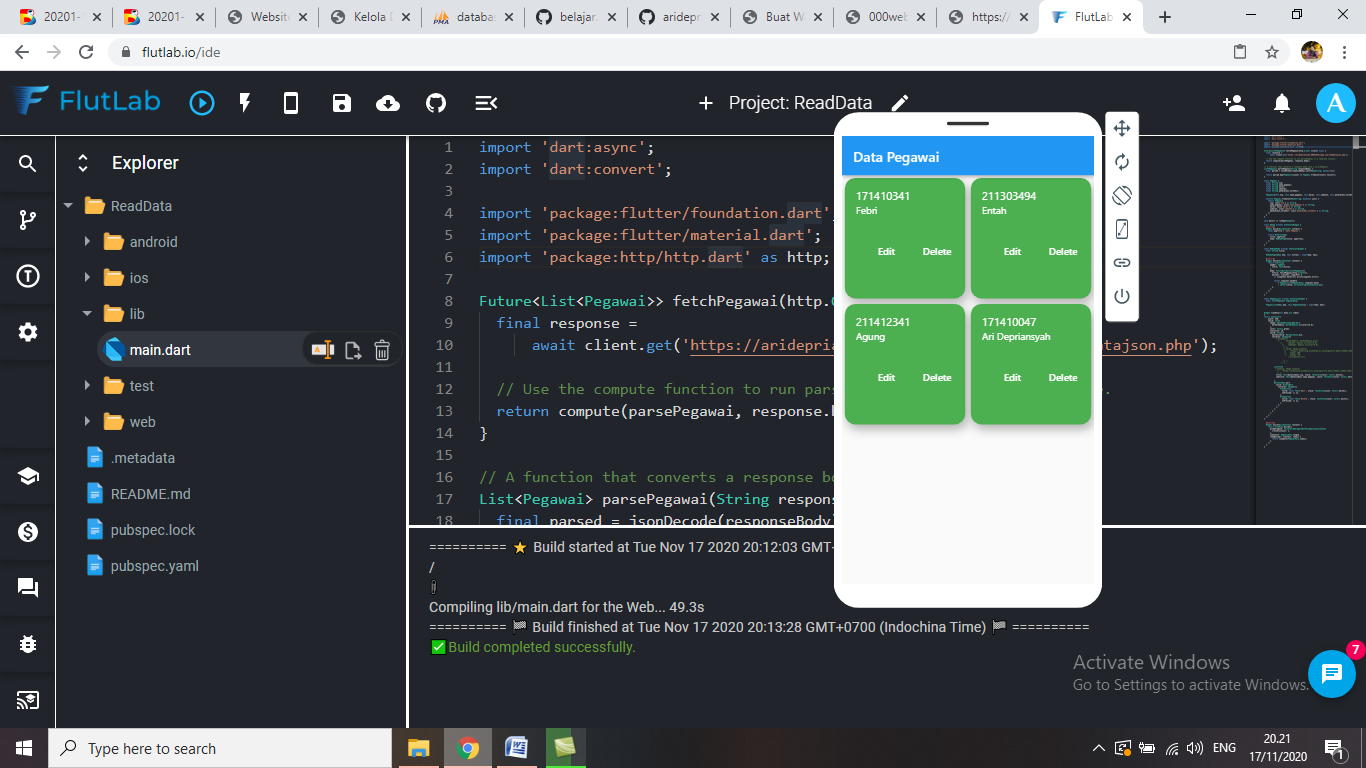 20201-
20201-
Website
Kelola D
databas
belajar.
aridepr
Buat W
000web
https://
FlutLab
flutlab.io/ide
FlutLab
Project: ReadData
A
Explorer
ReadData
android
ios
lib
main.dart
test
web
.metadata
README.md
pubspec.lock
pubspec.yaml
1 import 'dart:async';
2 import 'dart:convert';
3
4 import 'package:flutter/foundation.dart'
5 import 'package:flutter/material.dart';
6 import 'package:http/http.dart' as http;
7
8 Future<List<Pegawai>> fetchPegawai(http.
9 final response =
10 await client.get('https://aridepria tajson.php');
11
12 // Use the compute function to run pars
13 return compute(parsePegawai, response.
14 }
15
16 // A function that converts a response bo
17 List<Pegawai> parsePegawai(String respons
18 final parsed = jsonDecode(responseBody
Data Pegawai
171410341
Febri
Edit Delete
211303494
Entah
Edit Delete
211412341
Agung
Edit Delete
171410047
Ari Depriansyah
Edit Delete
========== Build started at Tue Nov 17 2020 20:12:03 GMT
/
Compiling lib/main.dart for the Web... 49.3s
========== Build finished at Tue Nov 17 2020 20:13:28 GMT+0700 (Indochina Time) ==========
Build completed successfully.
Activate Windows
Go to Settings to activate Windows.
7
Type here to search
ENG
20.21
17/11/2020
1